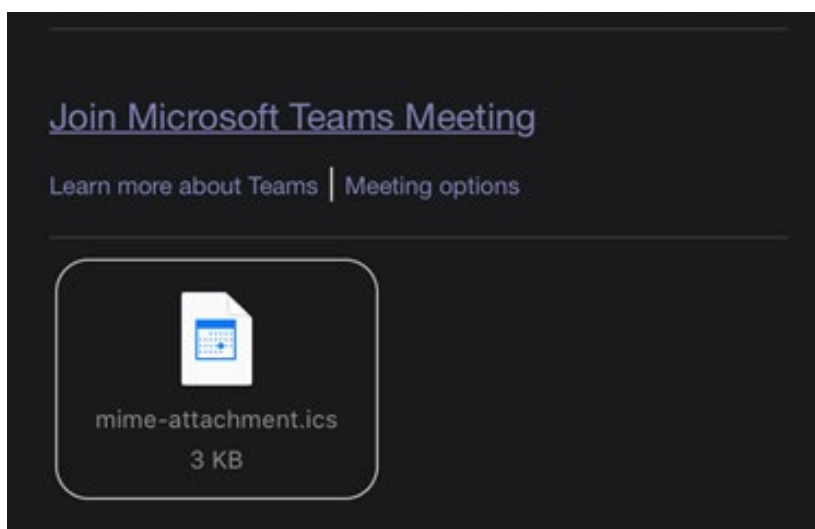 Join Microsoft Teams Meeting
Learn more about Teams | Meeting options
mime-attachment.ics
3 KB